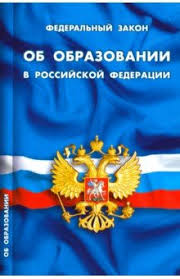 ФЕДЕРАЛЬНЫЙ ЗАКОН
ОБ ОБРАЗОВАНИИ
В РОССИЙСКОЙ ФЕДЕРАЦИИ
ОБ ОБРАЗОВАНИИ